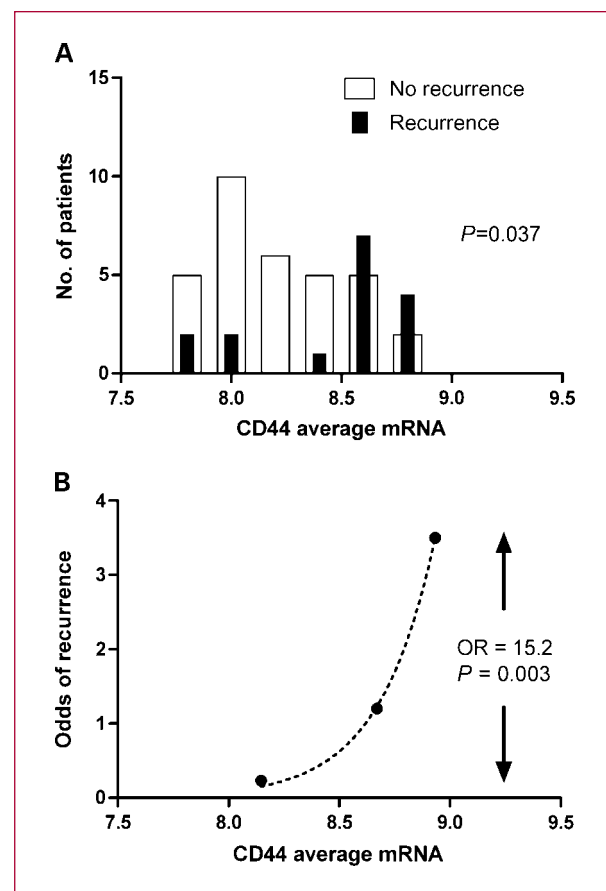 A
15
10
5
0
No. of patients
No recurrence
Recurrence
P=0.037
7.5 8.0 8.5 9.0 9.5
CD44 average mRNA
B
4
3
2
1
0
Odds of recurrence
OR = 15.2
P = 0.003
7.5 8.0 8.5 9.0 9.5
CD44 average mRNA